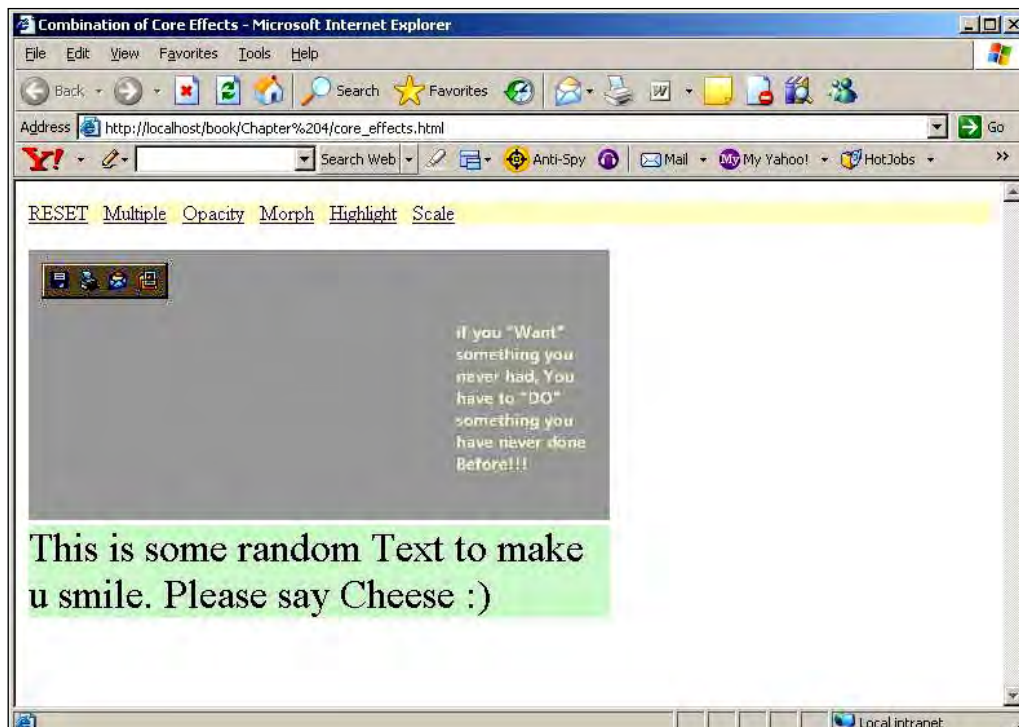 Combination of Core Effects - Microsoft Internet Explorer
File Edit View Favorites Tools Help
Back Search Favorites
Address http://localhost/book/Chapter%204/core_effects.html Go
Y! Search Web Anti-Spy Mail My My Yahoo! HotJobs »
RESET Multiple Opacity Morph Highlight Scale
if you "Want"
something you
never had, You
have to "DO"
something you
have never done
Before!!!
This is some random Text to make
u smile. Please say Cheese :)
Local intranet